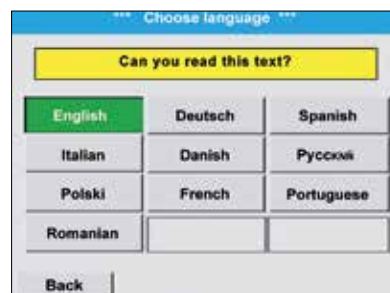 *** Choose language ***
Can you read this text?
English Deutsch Spanish
Italian Danish Русский
Polski French Portuguese
Romanian
Back